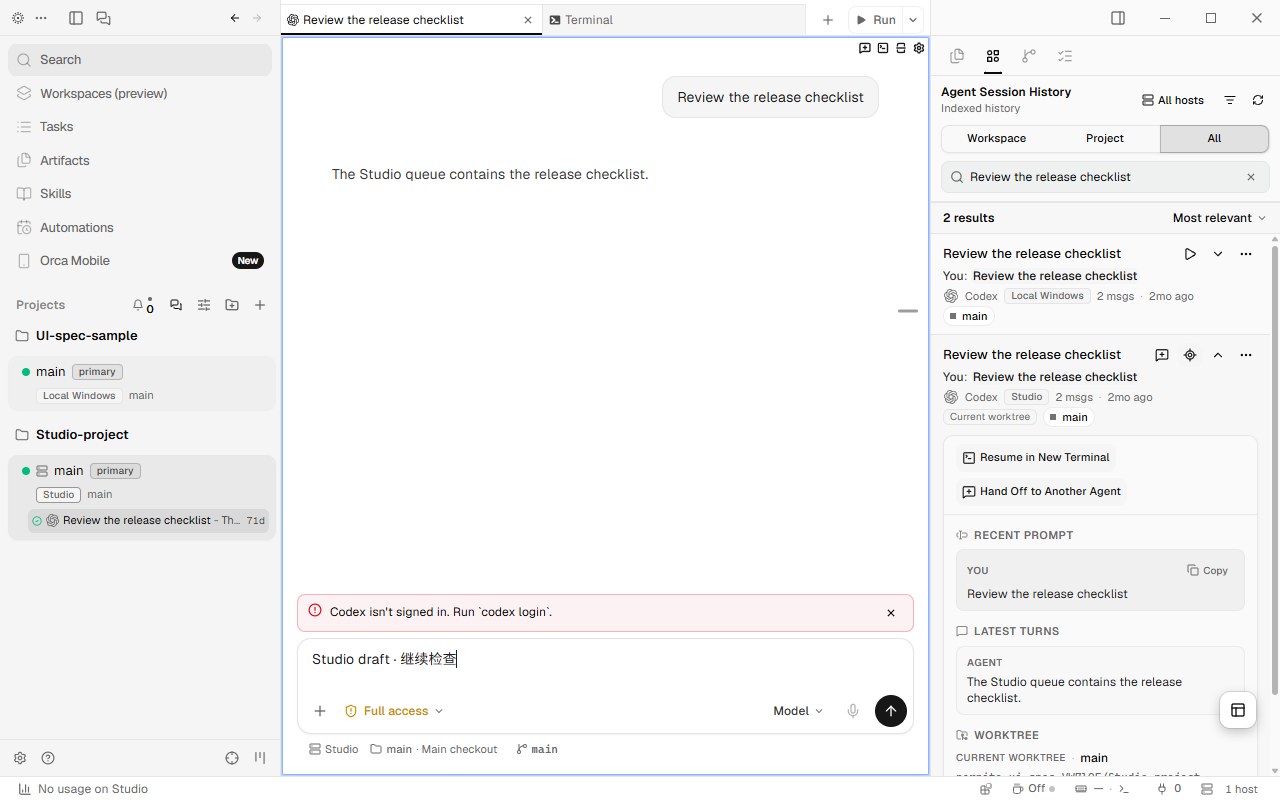 Review the release checklist
Terminal
Run
Search
Workspaces (preview)
Tasks
Artifacts
Skills
Automations
Orca Mobile
New
Projects
0
UI-spec-sample
main primary
Local Windows main
Studio-project
main primary
Studio main
Review the release checklist - Th... 71d
Review the release checklist
The Studio queue contains the release checklist.
Codex isn't signed in. Run `codex login`.
Studio draft · 继续检查
Full access
Model
Studio main · Main checkout main
Agent Session History
Indexed history
All hosts
Workspace Project All
Review the release checklist
2 results
Most relevant
Review the release checklist
You: Review the release checklist
Codex Local Windows 2 msgs · 2mo ago
main
Review the release checklist
You: Review the release checklist
Codex Studio 2 msgs · 2mo ago
Current worktree main
Resume in New Terminal
Hand Off to Another Agent
RECENT PROMPT
YOU
Copy
Review the release checklist
LATEST TURNS
AGENT
The Studio queue contains the release
checklist.
WORKTREE
CURRENT WORKTREE · main
No usage on Studio
Off
0
1 host